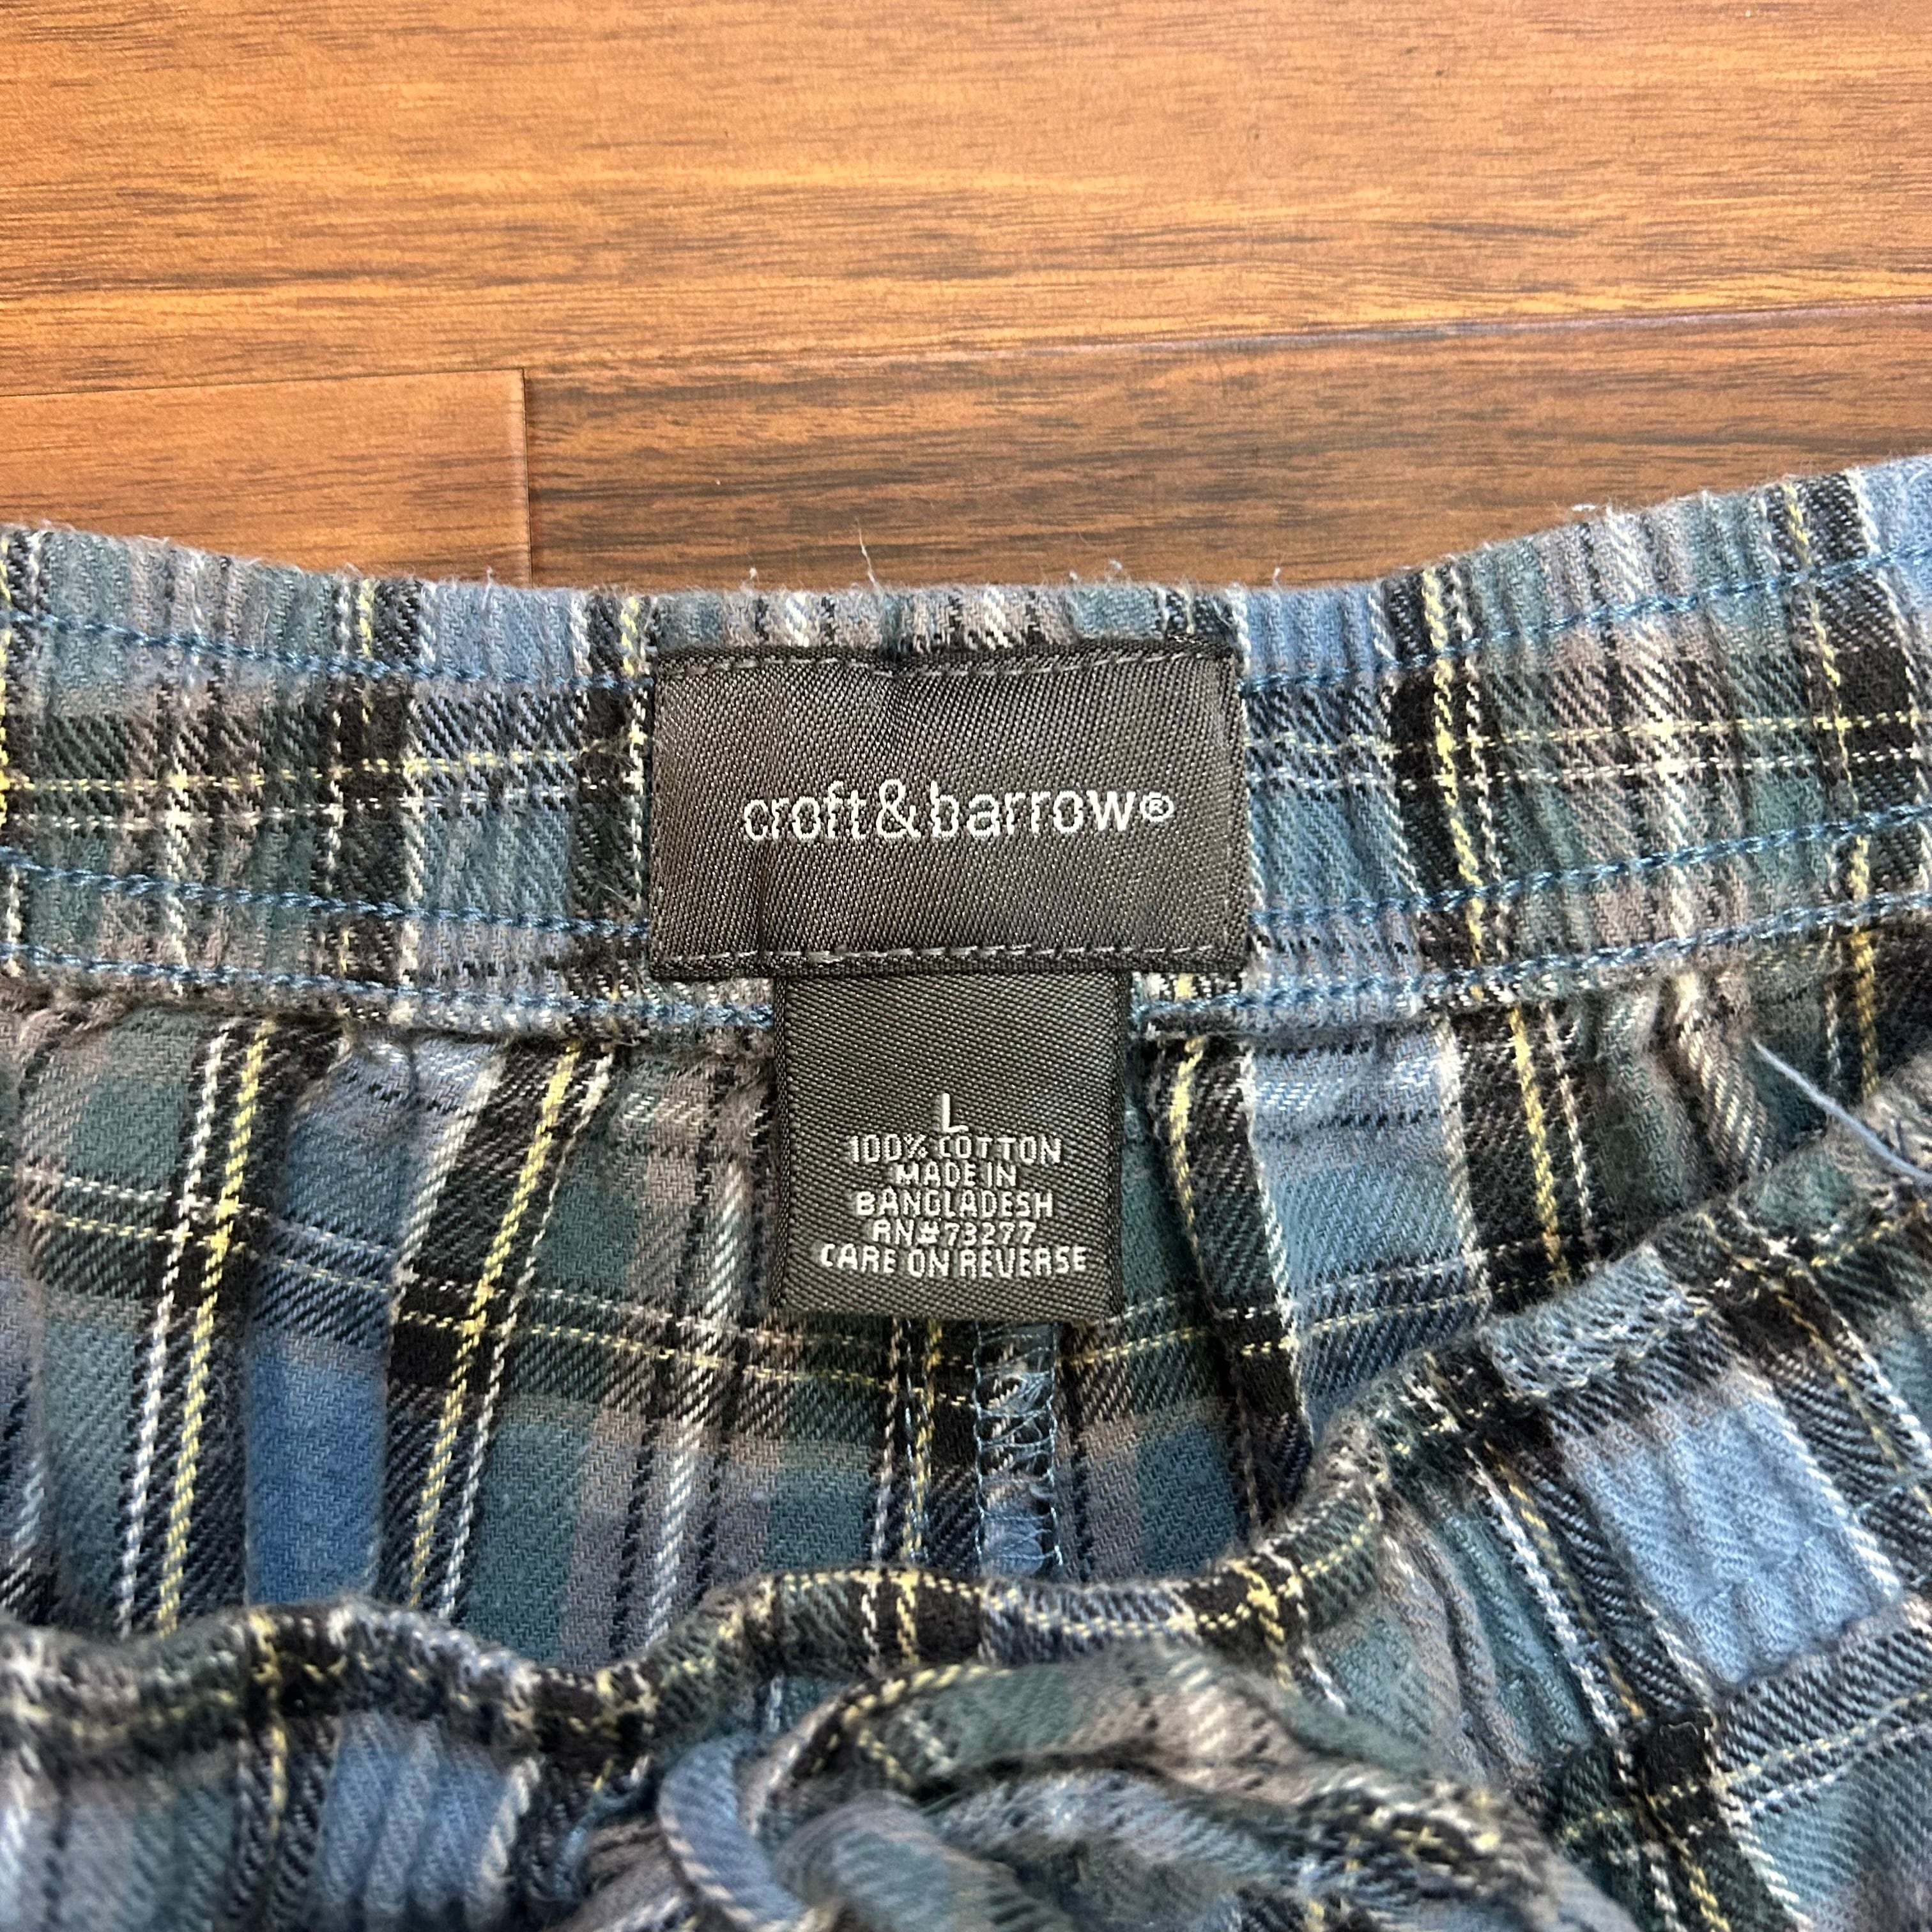 croft&barrow®
L
100% COTTON
MADE IN
BANGLADESH
RN#73277
CARE ON REVERSE